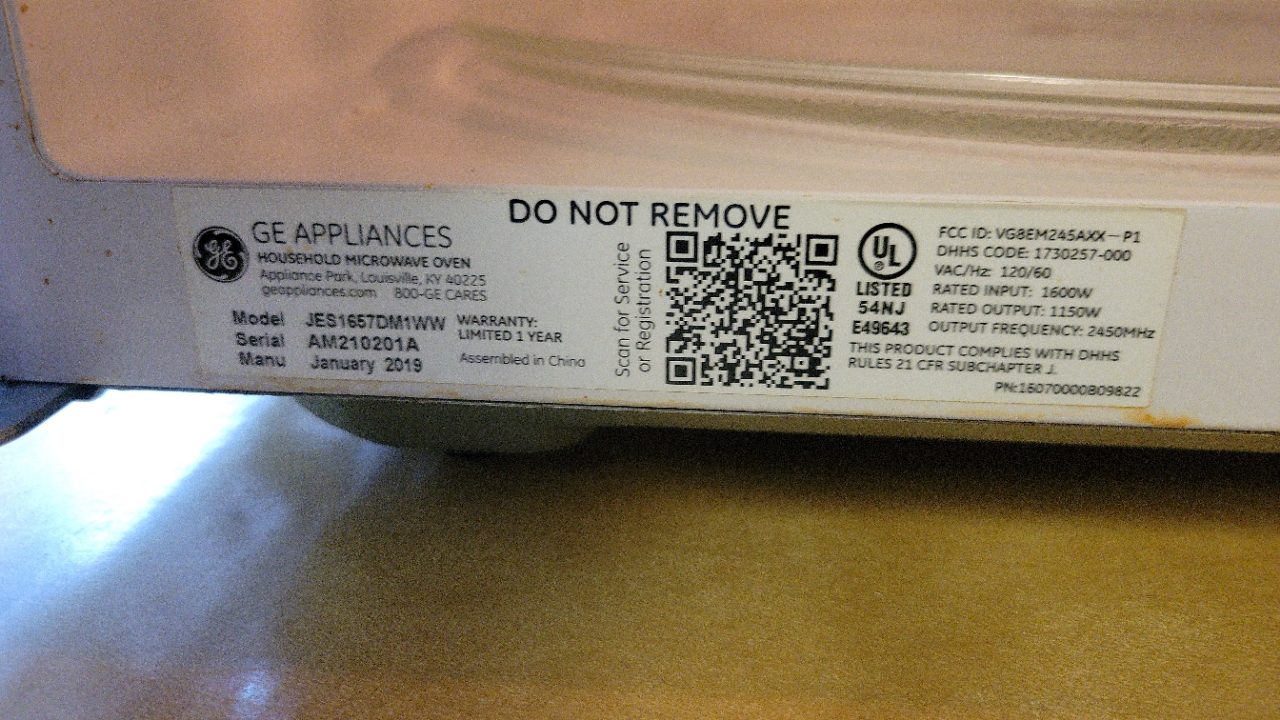 DO NOT REMOVE
GE APPLIANCES
HOUSEHOLD MICROWAVE OVEN
Appliance Park, Louisville, KY 40225
geappliances.com 800-GE CARES
Model JES1657DM1WW
Serial AM210201A
Manu January 2019
WARRANTY:
LIMITED 1 YEAR
Assembled in China
Scan for Service
or Registration
UL
®
LISTED
54NJ
E49643
FCC ID: VG8EM245AXX-P1
DHHS CODE: 1730257-000
VAC/Hz: 120/60
RATED INPUT: 1600W
RATED OUTPUT: 1150W
OUTPUT FREQUENCY: 2450MHz
THIS PRODUCT COMPLIES WITH DHHS
RULES 21 CFR SUBCHAPTER J.
PN:16070000B09822